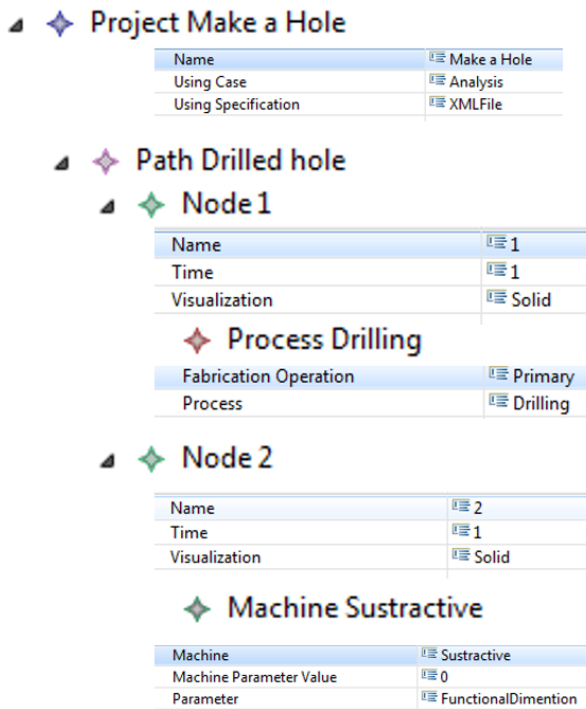 Project Make a Hole
Name Make a Hole
Using Case Analysis
Using Specification XMLFile
Path Drilled hole
Node 1
Name 1
Time 1
Visualization Solid
Process Drilling
Fabrication Operation Primary
Process Drilling
Node 2
Name 2
Time 1
Visualization Solid
Machine Sustractive
Machine Sustractive
Machine Parameter Value 0
Parameter FunctionalDimention